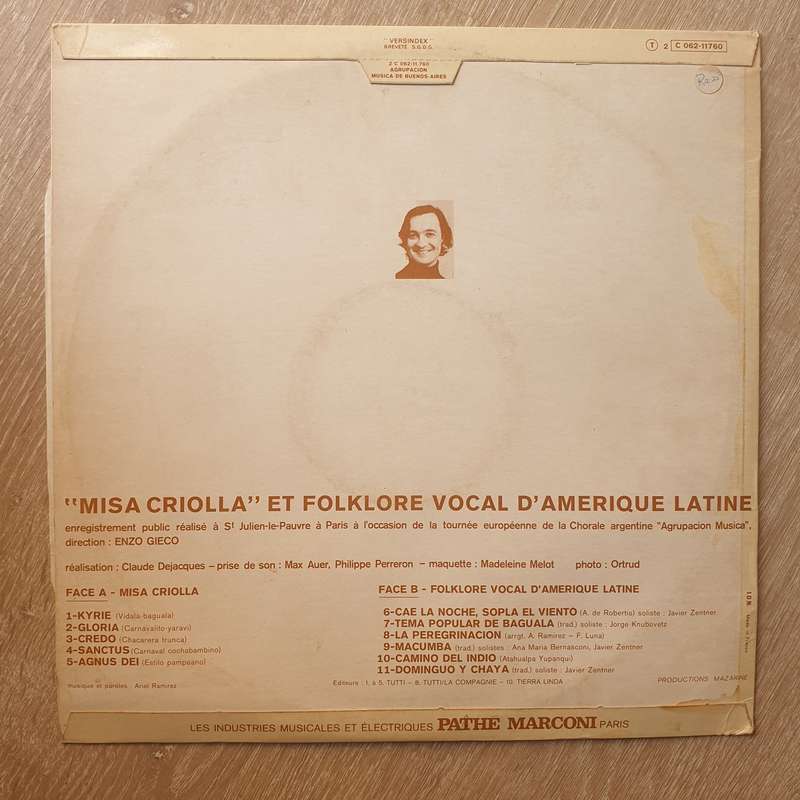 "VERSINDEX"
BREVETÉ S.G.D.G.
T 2 C 062-11760
2 C 062-11.760
AGRUPACION
MUSICA DE BUENOS-AIRES
"MISA CRIOLLA" ET FOLKLORE VOCAL D'AMERIQUE LATINE
enregistrement public réalisé à St Julien-le-Pauvre à Paris à l'occasion de la tournée européenne de la Chorale argentine "Agrupacion Musica",
direction : ENZO GIECO
réalisation : Claude Dejacques – prise de son : Max Auer, Philippe Perreron – maquette : Madeleine Melot photo : Ortrud
FACE A - MISA CRIOLLA
1-KYRIE (Vidala-baguala)
2-GLORIA (Carnavalito-yaravi)
3-CREDO (Chacarera trunca)
4-SANCTUS (Carnaval cochabambino)
5-AGNUS DEI (Estilo pampeano)
musique et paroles Ariel Ramirez
FACE B - FOLKLORE VOCAL D'AMERIQUE LATINE
6-CAE LA NOCHE, SOPLA EL VIENTO (A. de Robertis) soliste : Javier Zentner
7-TEMA POPULAR DE BAGUALA (trad.) soliste : Jorge Knubovetz
8-LA PEREGRINACION (arrgt. A. Ramirez – F. Luna)
9-MACUMBA (trad.) solistes : Ana Maria Bernasconi, Javier Zentner
10-CAMINO DEL INDIO (Atahualpa Yupanqui)
11-DOMINGUO Y CHAYA (trad.) soliste : Javier Zentner
Editeurs : 1. à 5. TUTTI – 8. TUTTI/LA COMPAGNIE – 10. TIERRA LINDA
PRODUCTIONS MAZARINE
IDN Made in France
LES INDUSTRIES MUSICALES ET ÉLECTRIQUES PATHE MARCONI PARIS